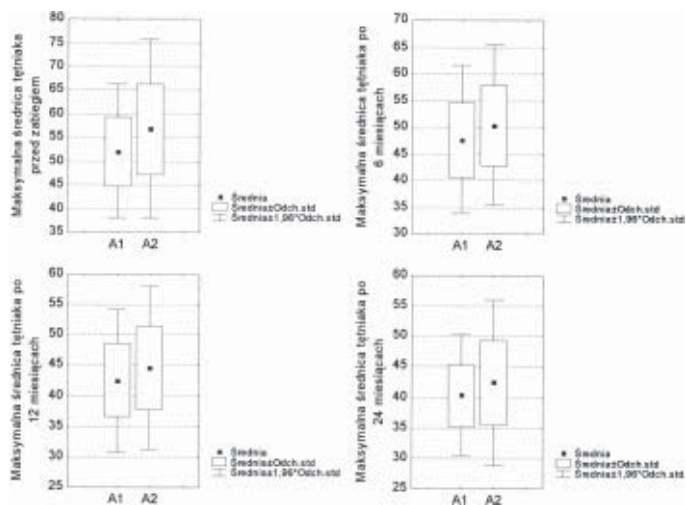 Maksymalna średnica tętniaka
przed zabiegiem
80
75
70
65
60
55
50
45
40
35
A1 A2
Średnia
Średnia±Odch.std
Średnia±1,96*Odch.std
Maksymalna średnica tętniaka po
6 miesiącach
70
65
60
55
50
45
40
35
30
A1 A2
Średnia
Średnia±Odch.std
Średnia±1,96*Odch.std
Maksymalna średnica tętniaka po
12 miesiącach
60
55
50
45
40
35
30
25
A1 A2
Średnia
Średnia±Odch.std
Średnia±1,96*Odch.std
Maksymalna średnica tętniaka po
24 miesiącach
60
55
50
45
40
35
30
25
A1 A2
Średnia
Średnia±Odch.std
Średnia±1,96*Odch.std